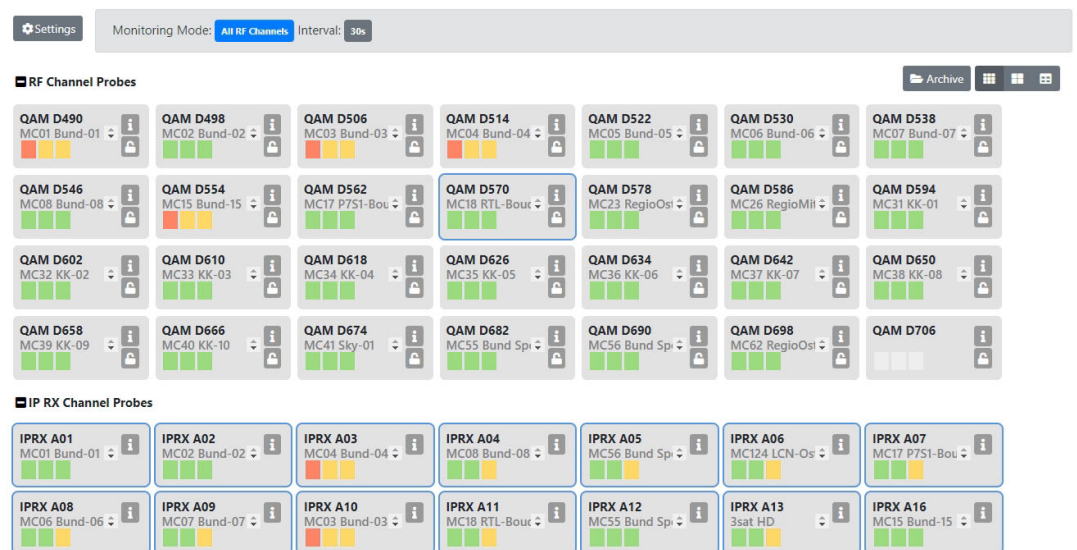 Settings
Monitoring Mode: All RF Channels Interval: 30s
RF Channel Probes
Archive
QAM D490
MC01 Bund-01
QAM D498
MC02 Bund-02
QAM D506
MC03 Bund-03
QAM D514
MC04 Bund-04
QAM D522
MC05 Bund-05
QAM D530
MC06 Bund-06
QAM D538
MC07 Bund-07
QAM D546
MC08 Bund-08
QAM D554
MC15 Bund-15
QAM D562
MC17 P7S1-Bou
QAM D570
MC18 RTL-Bouc
QAM D578
MC23 RegioOst
QAM D586
MC26 RegioMit
QAM D594
MC31 KK-01
QAM D602
MC32 KK-02
QAM D610
MC33 KK-03
QAM D618
MC34 KK-04
QAM D626
MC35 KK-05
QAM D634
MC36 KK-06
QAM D642
MC37 KK-07
QAM D650
MC38 KK-08
QAM D658
MC39 KK-09
QAM D666
MC40 KK-10
QAM D674
MC41 Sky-01
QAM D682
MC55 Bund Spe
QAM D690
MC56 Bund Spe
QAM D698
MC62 RegioOst
QAM D706
IP RX Channel Probes
IPRX A01
MC01 Bund-01
IPRX A02
MC02 Bund-02
IPRX A03
MC04 Bund-04
IPRX A04
MC08 Bund-08
IPRX A05
MC56 Bund Spe
IPRX A06
MC124 LCN-Ost
IPRX A07
MC17 P7S1-Bou
IPRX A08
MC06 Bund-06
IPRX A09
MC07 Bund-07
IPRX A10
MC03 Bund-03
IPRX A11
MC18 RTL-Bouc
IPRX A12
MC55 Bund Spe
IPRX A13
3sat HD
IPRX A16
MC15 Bund-15